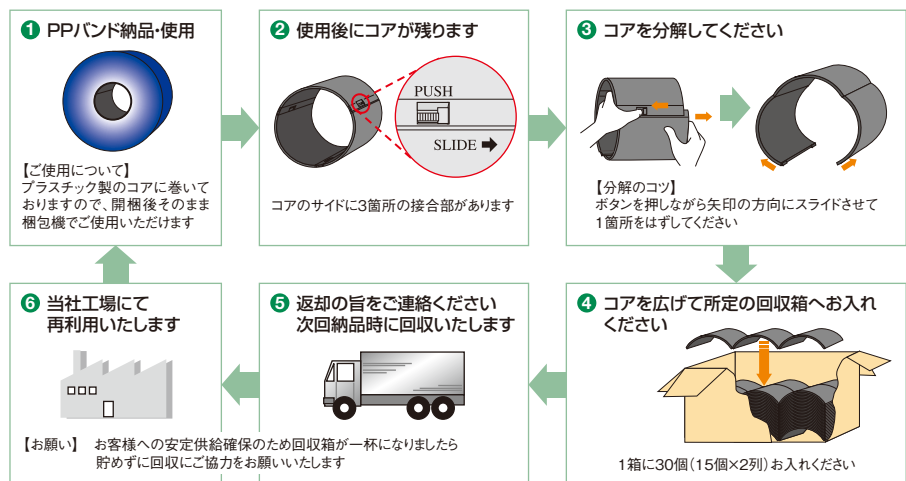 1 PPバンド納品・使用
【ご使用について】
プラスチック製のコアに巻いて
おりますので、開梱後そのまま
梱包機でご使用いただけます
2 使用後にコアが残ります
PUSH
SLIDE ➡
コアのサイドに3箇所の接合部があります
3 コアを分解してください
【分解のコツ】
ボタンを押しながら矢印の方向にスライドさせて
1箇所をはずしてください
4 コアを広げて所定の回収箱へお入れ
ください
1箱に30個(15個×2列)お入れください
5 返却の旨をご連絡ください
次回納品時に回収いたします
6 当社工場にて
再利用いたします
【お願い】 お客様への安定供給確保のため回収箱が一杯になりましたら
貯めずに回収にご協力をお願いいたします